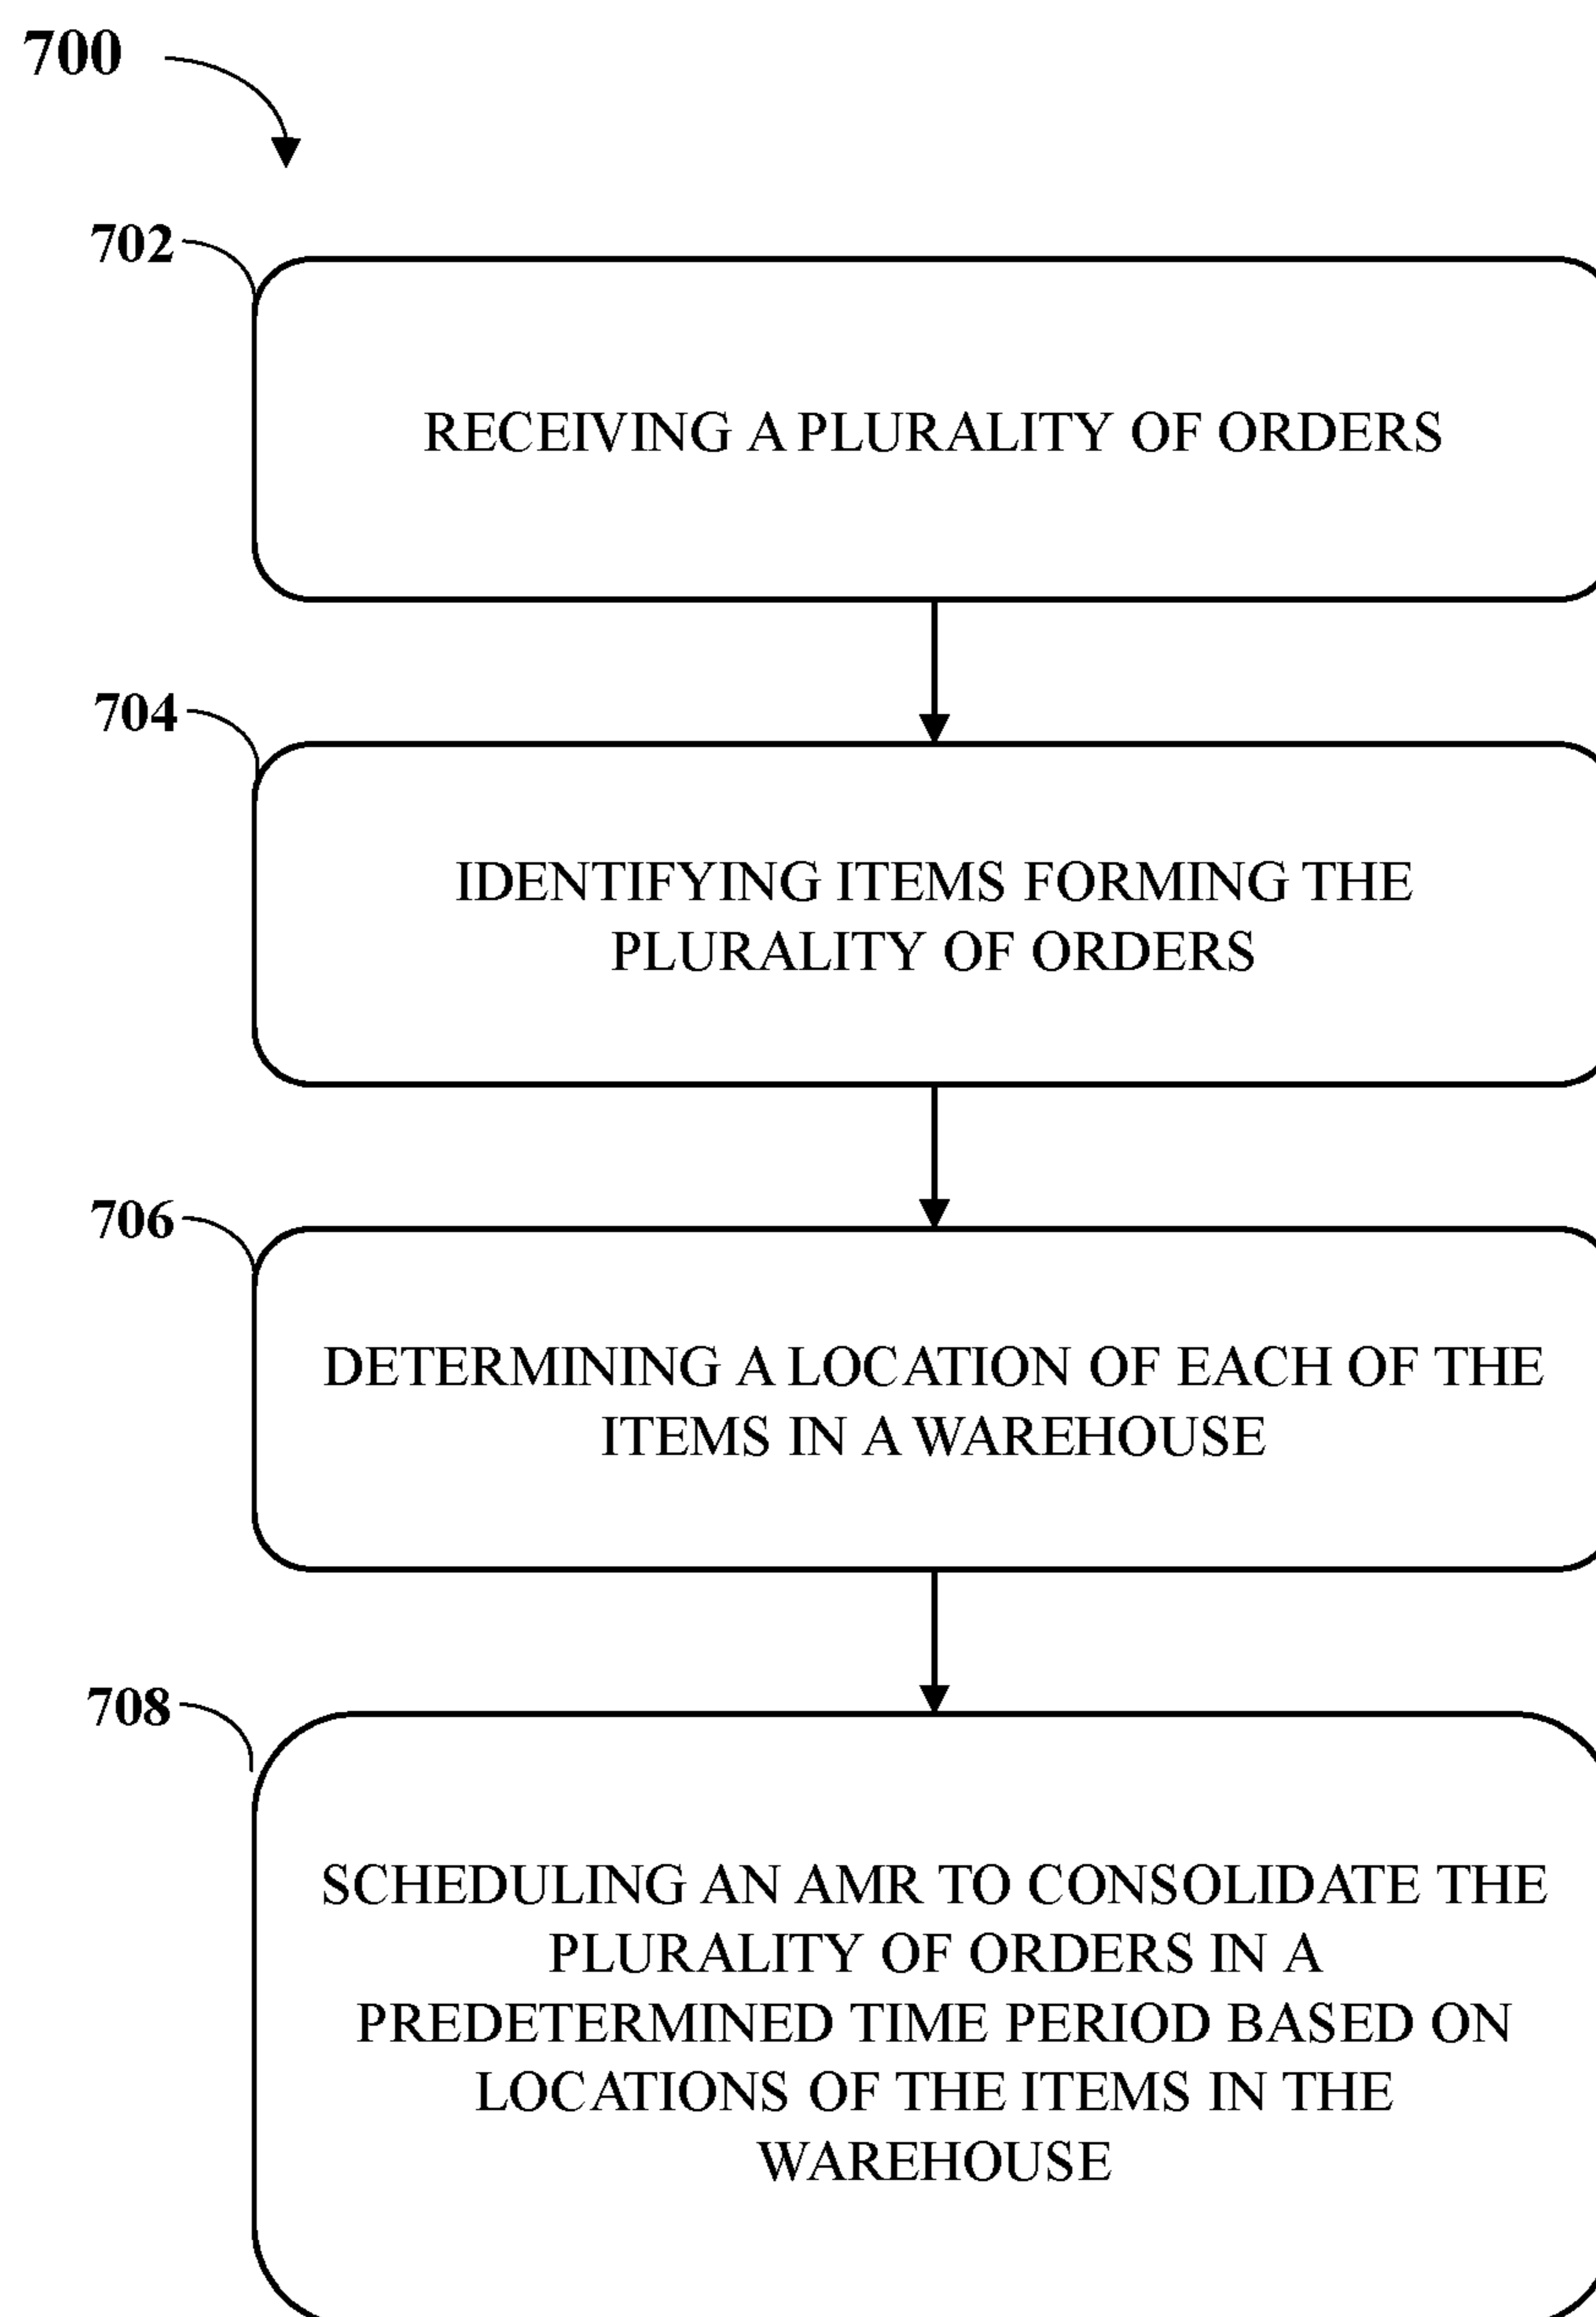 700
702
RECEIVING A PLURALITY OF ORDERS
704
IDENTIFYING ITEMS FORMING THE
PLURALITY OF ORDERS
706
DETERMINING A LOCATION OF EACH OF THE
ITEMS IN A WAREHOUSE
708
SCHEDULING AN AMR TO CONSOLIDATE THE
PLURALITY OF ORDERS IN A
PREDETERMINED TIME PERIOD BASED ON
LOCATIONS OF THE ITEMS IN THE
WAREHOUSE